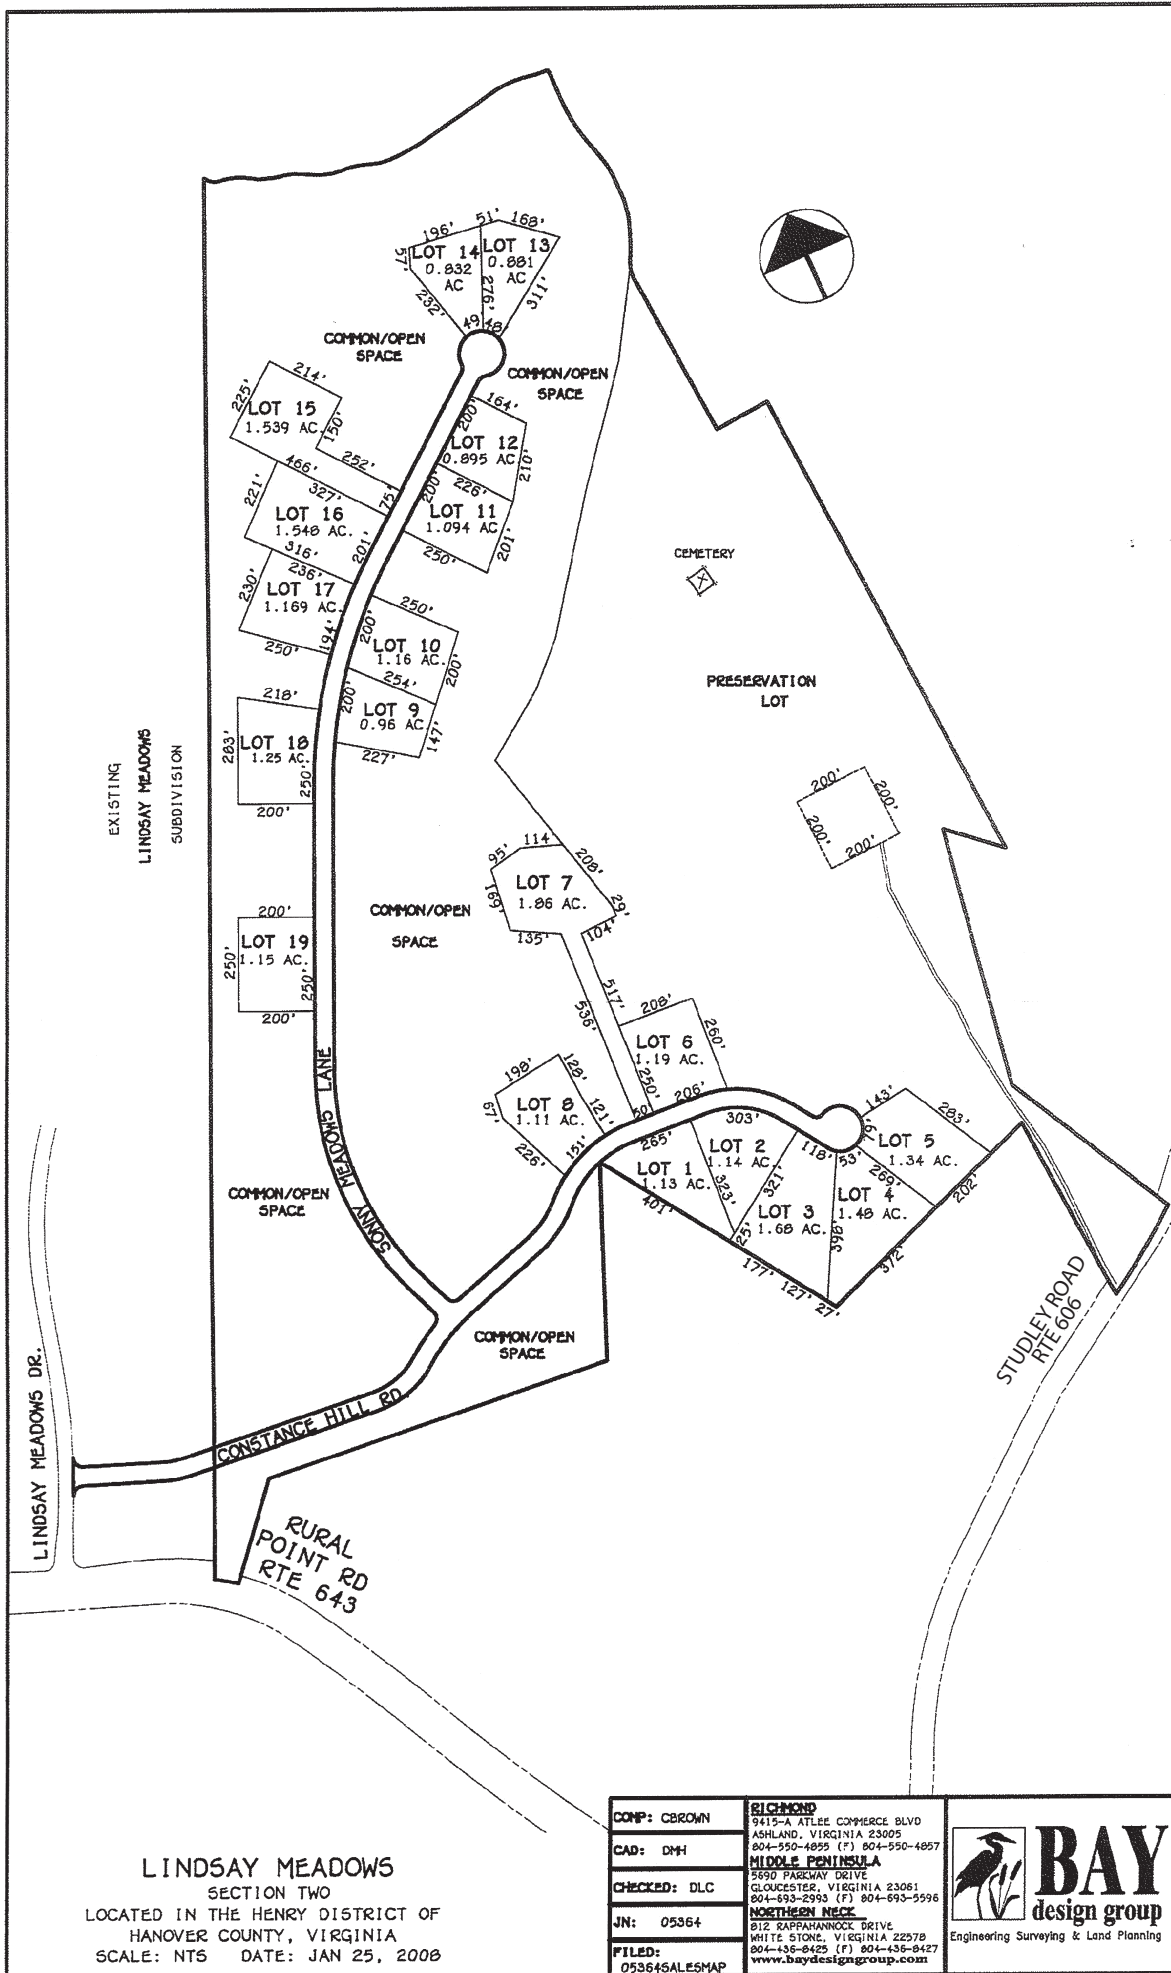 196'
51'
168'
57'
LOT 14
0.832
AC
LOT 13
0.881
AC
276'
232'
311'
49'
48'
COMMON/OPEN
SPACE
COMMON/OPEN
SPACE
214'
225'
LOT 15
1.539 AC.
150'
252'
466'
75'
164'
200'
LOT 12
0.895 AC
210'
226'
200'
LOT 11
1.094 AC
201'
250'
327'
221'
LOT 16
1.548 AC.
201'
316'
236'
230'
LOT 17
1.169 AC.
194'
250'
250'
200'
LOT 10
1.16 AC.
200'
254'
200'
LOT 9
0.96 AC
147'
227'
218'
283'
LOT 18
1.25 AC.
250'
200'
CEMETERY
PRESERVATION
LOT
200'
200'
200'
200'
EXISTING
LINDSAY MEADOWS
SUBDIVISION
114'
95'
208'
LOT 7
1.86 AC.
169'
29'
135'
104'
COMMON/OPEN
SPACE
200'
250'
LOT 19
1.15 AC.
250'
200'
517'
536'
208'
LOT 6
1.19 AC.
260'
250'
206'
50'
198'
128'
LOT 8
1.11 AC.
67'
121'
226'
151'
265'
303'
LOT 1
1.13 AC.
401'
LOT 2
1.14 AC.
323'
321'
118'
53'
79'
143'
283'
LOT 5
1.34 AC.
269'
202'
LOT 3
1.68 AC.
25'
LOT 4
1.48 AC.
398'
372'
177'
127'
27'
SONNY MEADOWS LANE
COMMON/OPEN
SPACE
COMMON/OPEN
SPACE
CONSTANCE HILL RD.
LINDSAY MEADOWS DR.
STUDLEY ROAD
RTE 606
RURAL
POINT RD
RTE 643
LINDSAY MEADOWS
SECTION TWO
LOCATED IN THE HENRY DISTRICT OF
HANOVER COUNTY, VIRGINIA
SCALE: NTS DATE: JAN 25, 2008
COMP: CBROWN
CAD: DMH
CHECKED: DLC
JN: 05364
FILED:
05364SALESMAP
RICHMOND
9415-A ATLEE COMMERCE BLVD
ASHLAND, VIRGINIA 23005
804-550-4855 (F) 804-550-4857
MIDDLE PENINSULA
5690 PARKWAY DRIVE
GLOUCESTER, VIRGINIA 23061
804-693-2993 (F) 804-693-5596
NORTHERN NECK
812 RAPPAHANNOCK DRIVE
WHITE STONE, VIRGINIA 22578
804-436-8425 (F) 804-436-8427
www.baydesigngroup.com
BAY
design group
Engineering Surveying & Land Planning